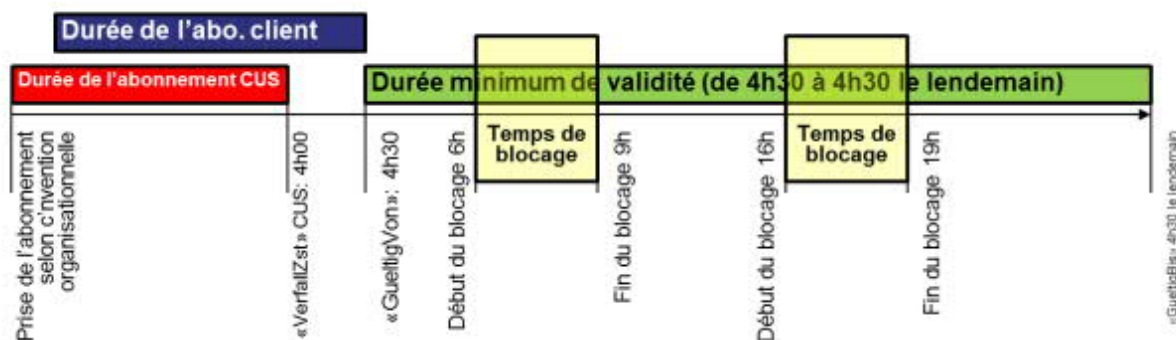 Durée de l'abo. client
Durée de l'abonnement CUS
Durée minimum de validité (de 4h30 à 4h30 le lendemain)
Temps de
blocage
Temps de
blocage
Prise de l'abonnement
selon c'nvention
organisationnelle
«VerfallZst» CUS: 4h00
«GueltigVon»: 4h30
Début du blocage 6h
Fin du blocage 9h
Début du blocage 16h
Fin du blocage 19h
«GueltigBis» 4h30 le lendemain